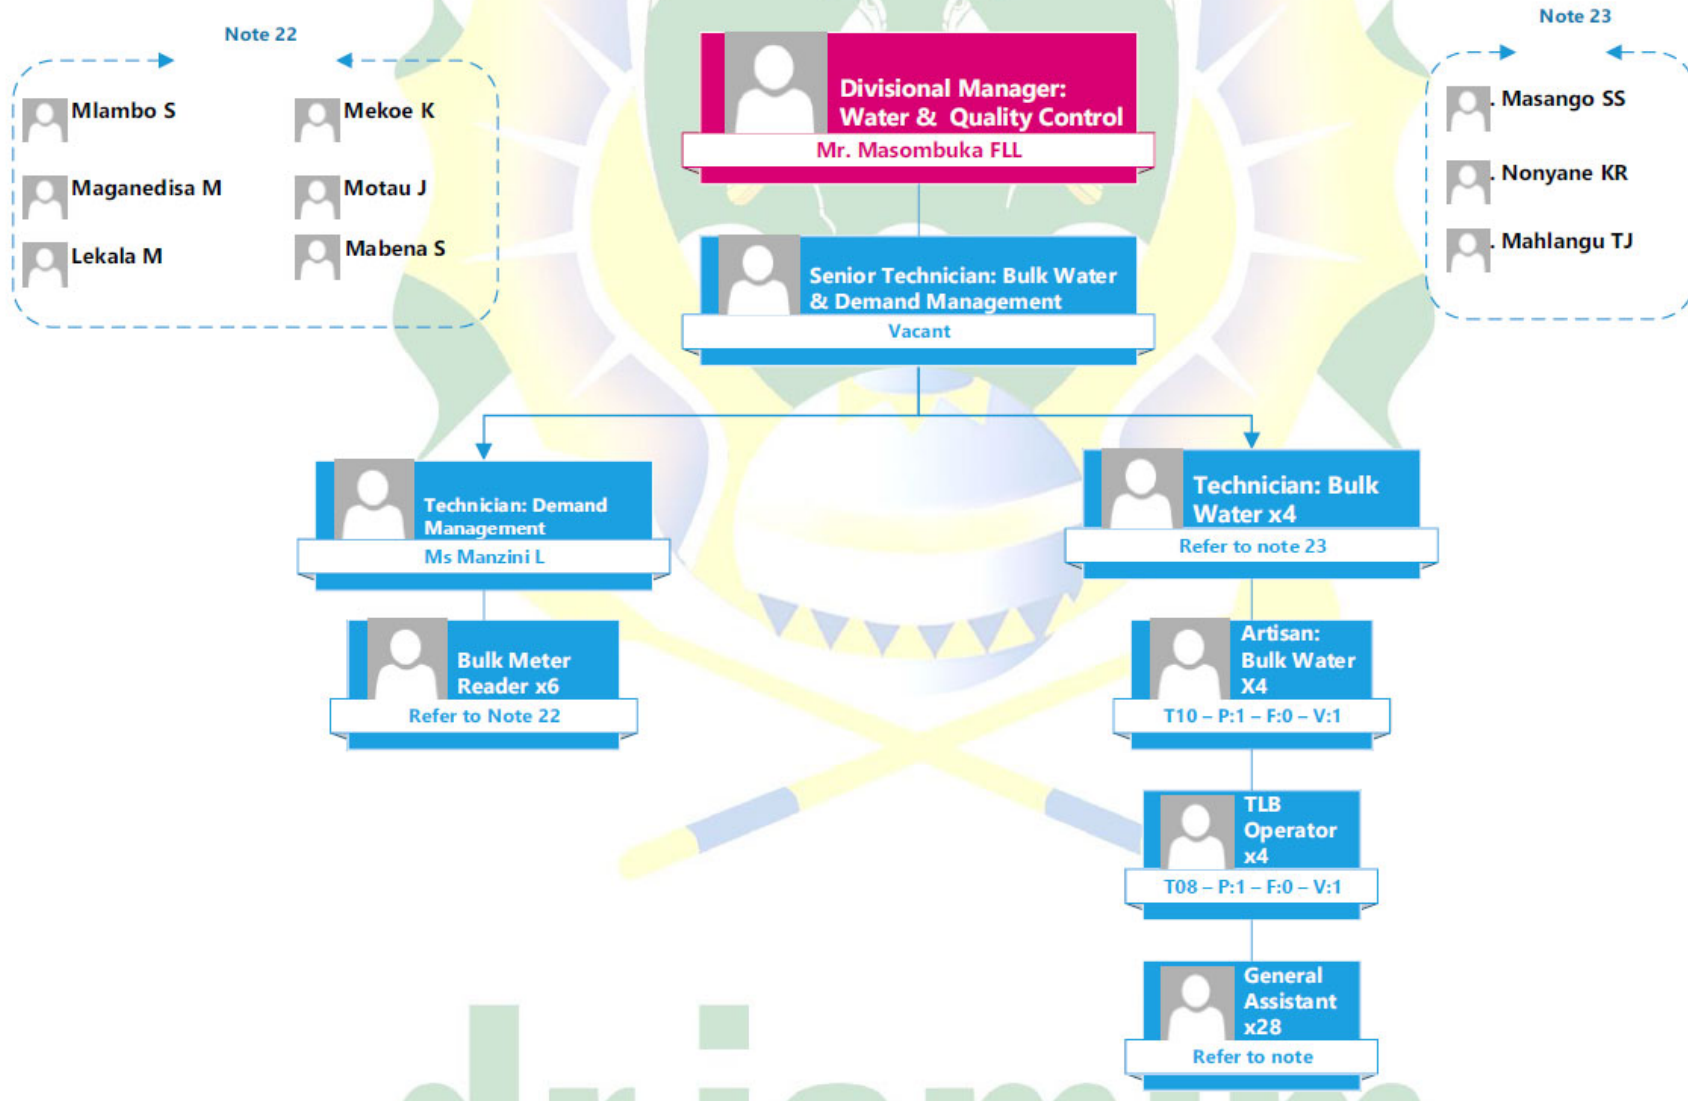 Note 22
Mlambo S
Mekoe K
Maganedisa M
Motau J
Lekala M
Mabena S
Note 23
. Masango SS
. Nonyane KR
. Mahlangu TJ
Divisional Manager:
Water & Quality Control
Mr. Masombuka FLL
Senior Technician: Bulk Water
& Demand Management
Vacant
Technician: Demand
Management
Ms Manzini L
Bulk Meter
Reader x6
Refer to Note 22
Technician: Bulk
Water x4
Refer to note 23
Artisan:
Bulk Water
X4
T10 – P:1 – F:0 – V:1
TLB
Operator
x4
T08 – P:1 – F:0 – V:1
General
Assistant
x28
Refer to note